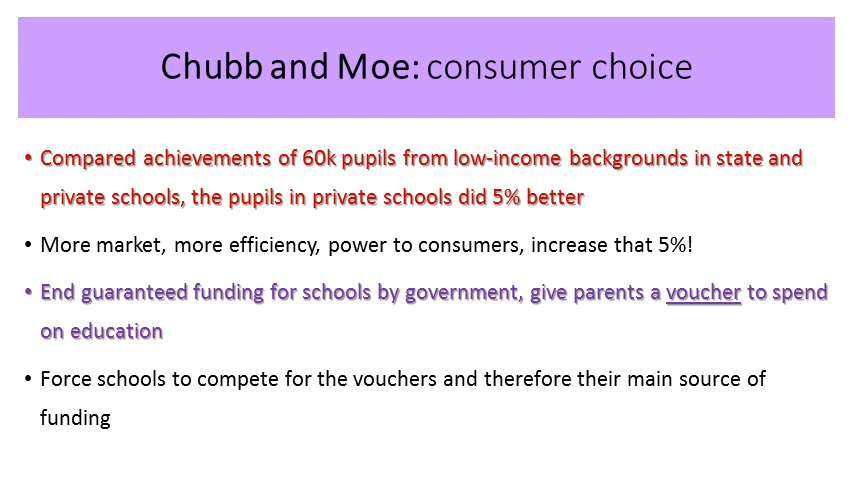 Chubb and Moe: consumer choice
• Compared achievements of 60k pupils from low-income backgrounds in state and
private schools, the pupils in private schools did 5% better
• More market, more efficiency, power to consumers, increase that 5%!
• End guaranteed funding for schools by government, give parents a voucher to spend
on education
• Force schools to compete for the vouchers and therefore their main source of
funding